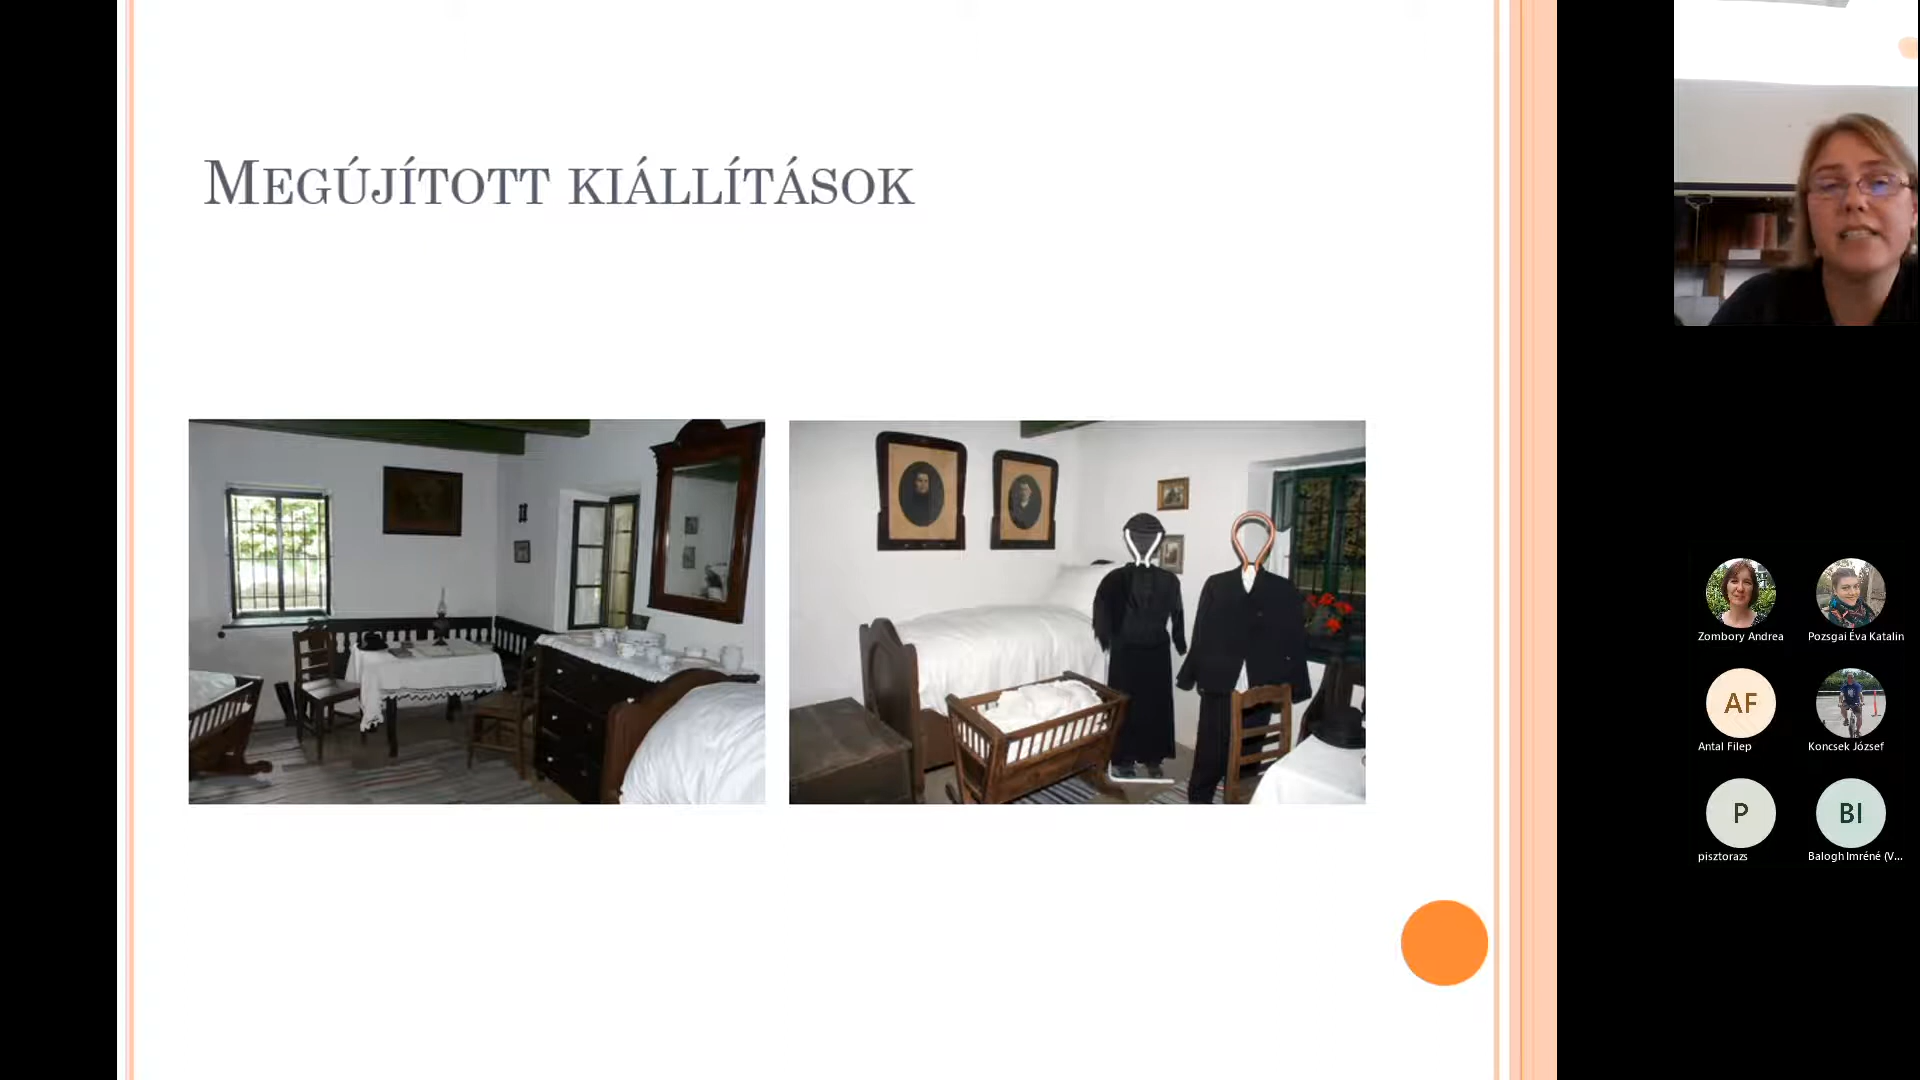 Megújított kiállítások
Zombory Andrea
Pozsgai Éva Katalin
AF
Antal Filep
Koncsek József
P
pisztorazs
BI
Balogh Imréné (V...